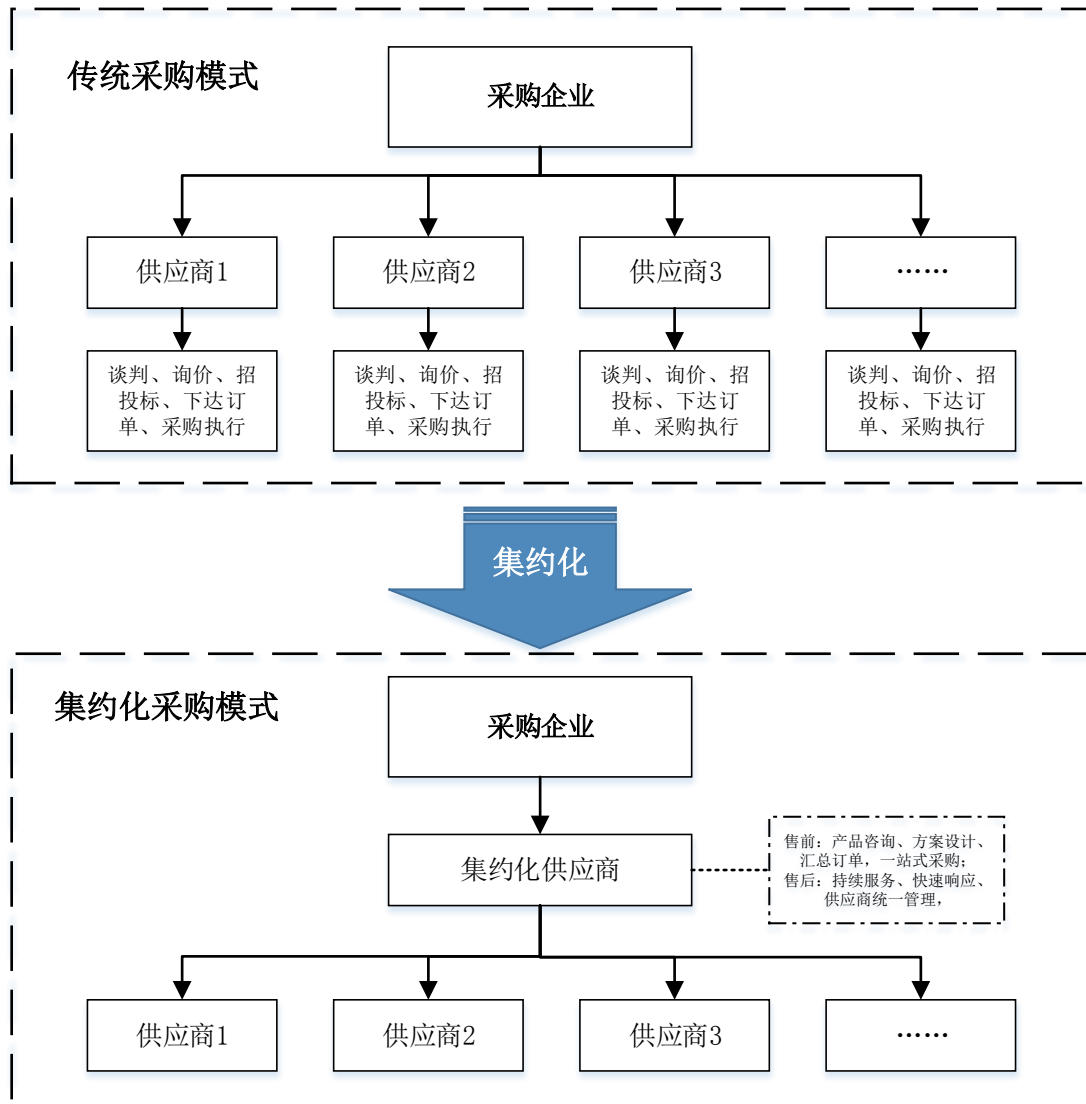 传统采购模式
采购企业
供应商1
供应商2
供应商3
……
谈判、询价、招
投标、下达订
单、采购执行
谈判、询价、招
投标、下达订
单、采购执行
谈判、询价、招
投标、下达订
单、采购执行
谈判、询价、招
投标、下达订
单、采购执行
集约化
集约化采购模式
采购企业
集约化供应商
售前：产品咨询、方案设计、
汇总订单，一站式采购；
售后：持续服务、快速响应、
供应商统一管理，
供应商1
供应商2
供应商3
……